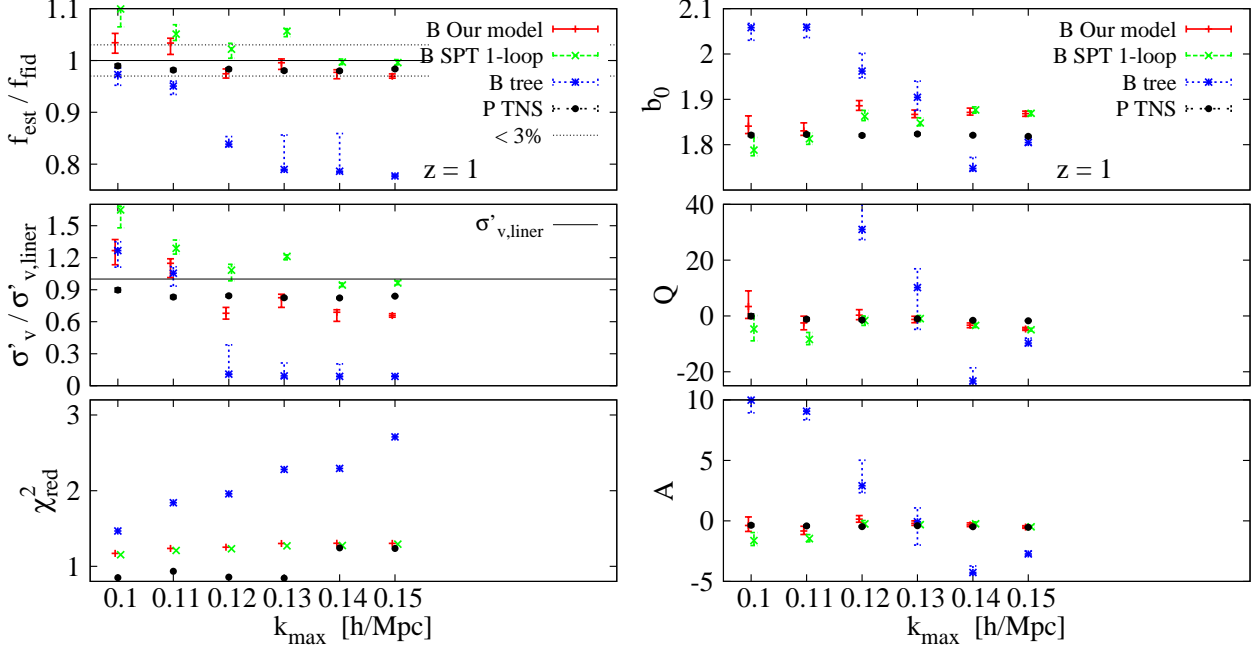 B Our model
B SPT 1-loop
B tree
P TNS
< 3%
z = 1
f_est / f_fid
1.1
1
0.9
0.8
σ'_v,liner
σ'_v / σ'_v,liner
1.5
1.2
0.9
0.6
0.3
0
χ²_red
3
2
1
0.1 0.11 0.12 0.13 0.14 0.15
k_max [h/Mpc]
B Our model
B SPT 1-loop
B tree
P TNS
z = 1
b_0
2.1
2
1.9
1.8
Q
40
20
0
-20
A
10
5
0
-5
0.1 0.11 0.12 0.13 0.14 0.15
k_max [h/Mpc]